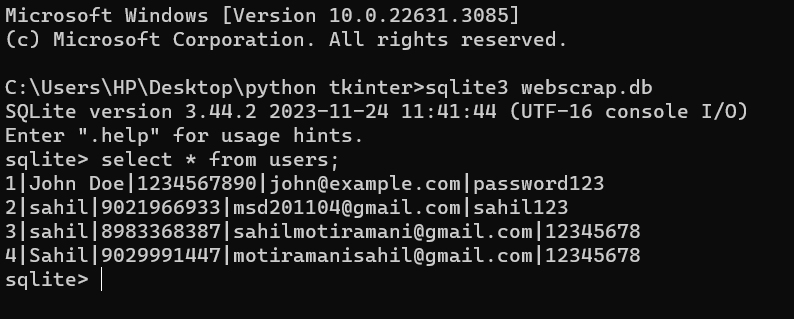 Microsoft Windows [Version 10.0.22631.3085]
(c) Microsoft Corporation. All rights reserved.
C:\Users\HP\Desktop\python tkinter>sqlite3 webscrap.db
SQLite version 3.44.2 2023-11-24 11:41:44 (UTF-16 console I/O)
Enter ".help" for usage hints.
sqlite> select * from users;
1|John Doe|1234567890|john@example.com|password123
2|sahil|9021966933|msd201104@gmail.com|sahil123
3|sahil|8983368387|sahilmotiramani@gmail.com|12345678
4|Sahil|9029991447|motiramanisahil@gmail.com|12345678
sqlite>